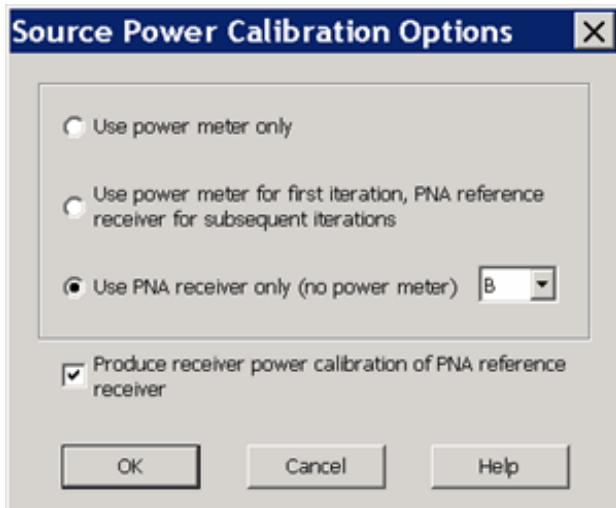 Source Power Calibration Options
Use power meter only
Use power meter for first iteration, PNA reference
receiver for subsequent iterations
Use PNA receiver only (no power meter) B
Produce receiver power calibration of PNA reference
receiver
OK Cancel Help